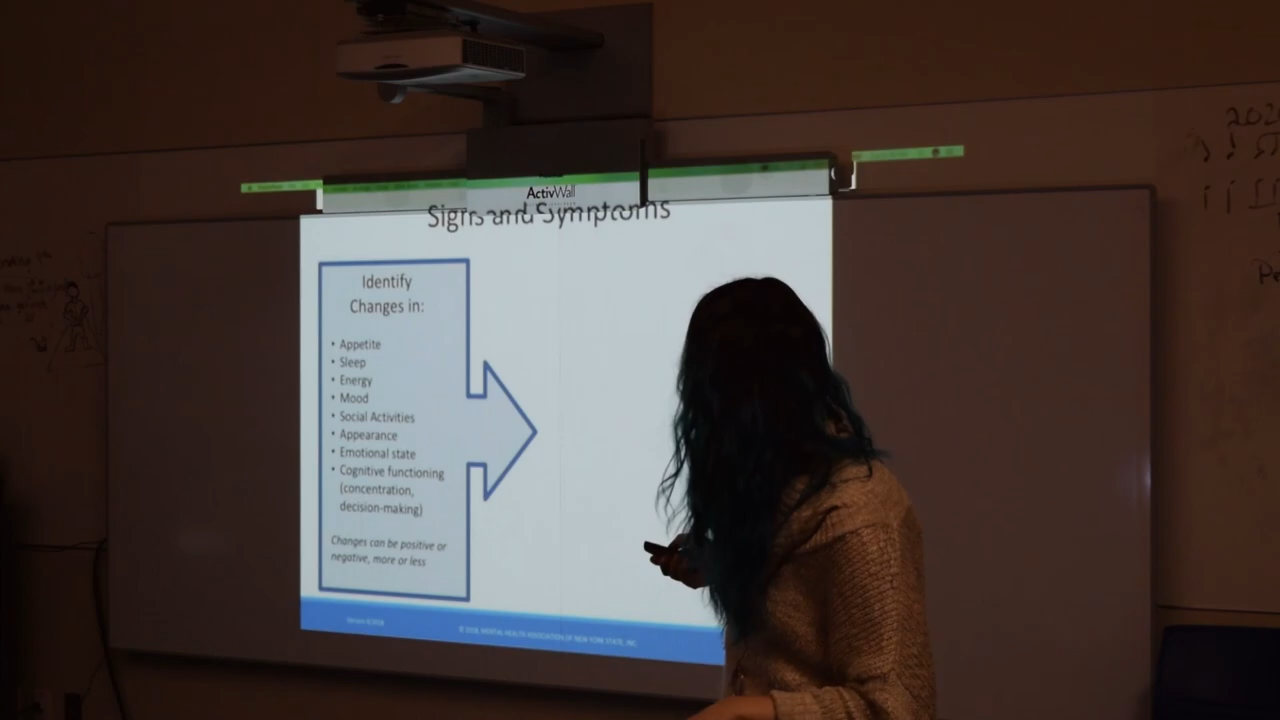 ActivWall
Signs and Symptoms
Identify
Changes in:
• Appetite
• Sleep
• Energy
• Mood
• Social Activities
• Appearance
• Emotional state
• Cognitive functioning
(concentration,
decision-making)
Changes can be positive or
negative, more or less
© 2018, MENTAL HEALTH ASSOCIATION OF NEW YORK STATE, INC.